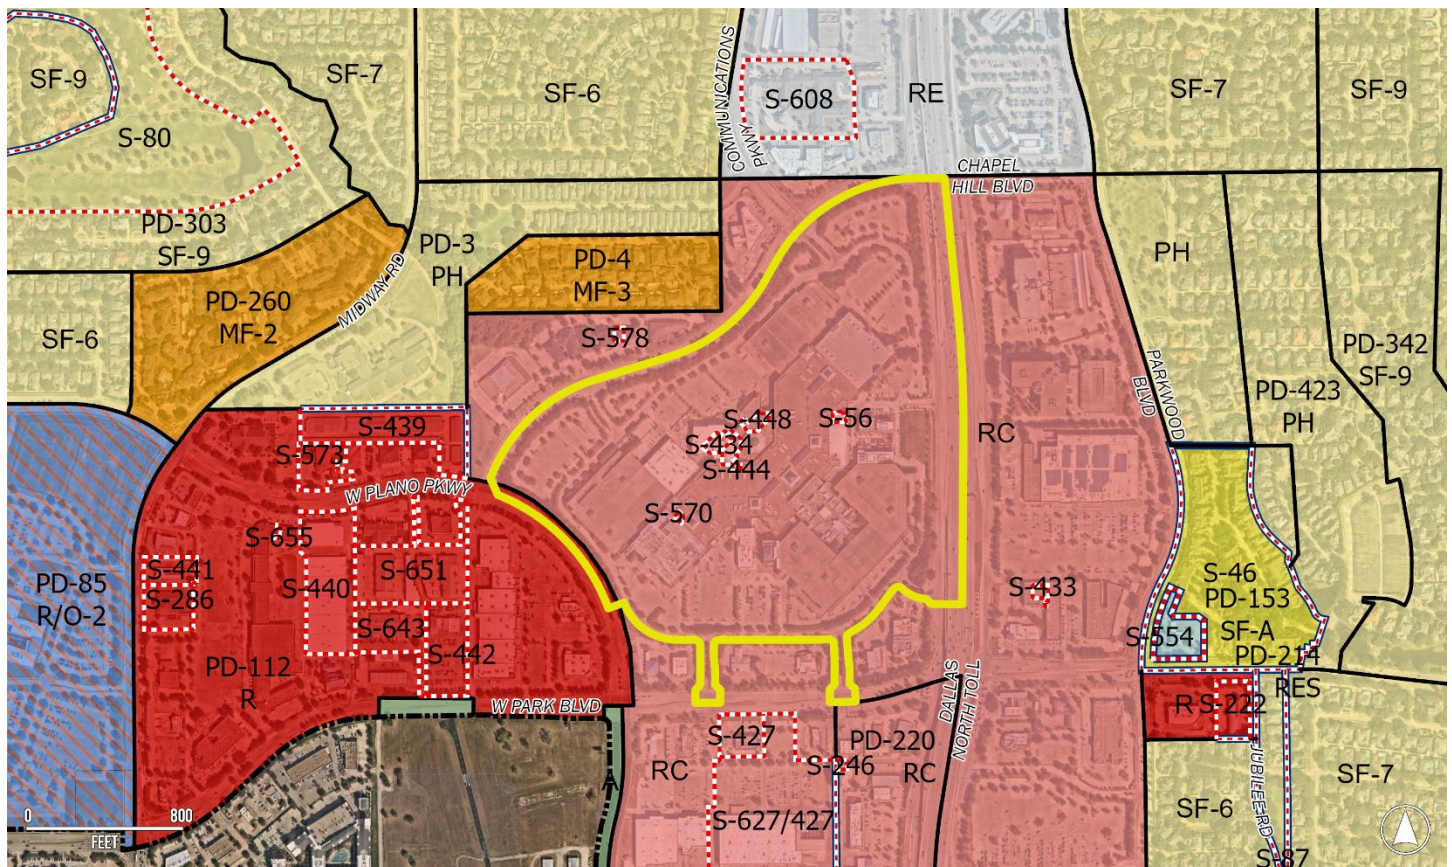 SF-9
SF-7
SF-6
S-608
RE
SF-7
SF-9
S-80
COMMUNICATIONS
PKWY
CHAPEL
HILL BLVD
PD-303
SF-9
PD-3
PH
PD-4
MF-3
PH
PD-260
MF-2
MIDWAY RD
SF-6
S-578
PARKWOOD
BLVD
PD-342
SF-9
PD-423
PH
S-439
S-448
S-56
S-434
S-444
RC
S-573
W PLANO PKWY
S-570
S-655
S-441
S-440
S-651
S-286
PD-85
R/O-2
S-433
S-46
PD-153
SF-A
S-554
PD-214
RES
S-643
S-442
PD-112
R
W PARK BLVD
DALLAS
NORTH TOLL
R
S-222
S-427
PD-220
RC
S-246
RC
A
S-627/427
SF-6
JUBILEE RD
SF-7
S-87
0
800
FEET